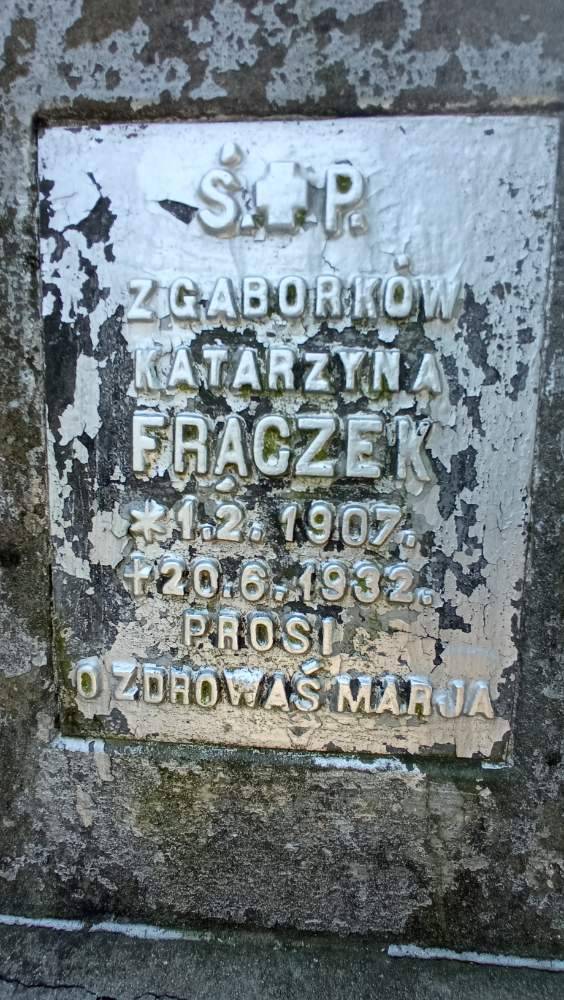 Ś.✚P.
Z GABORKÓW
KATARZYNA
FRĄCZEK
*1.2. 1907.
✝20.6.1932.
PROSI
O ZDROWAŚ MARJA